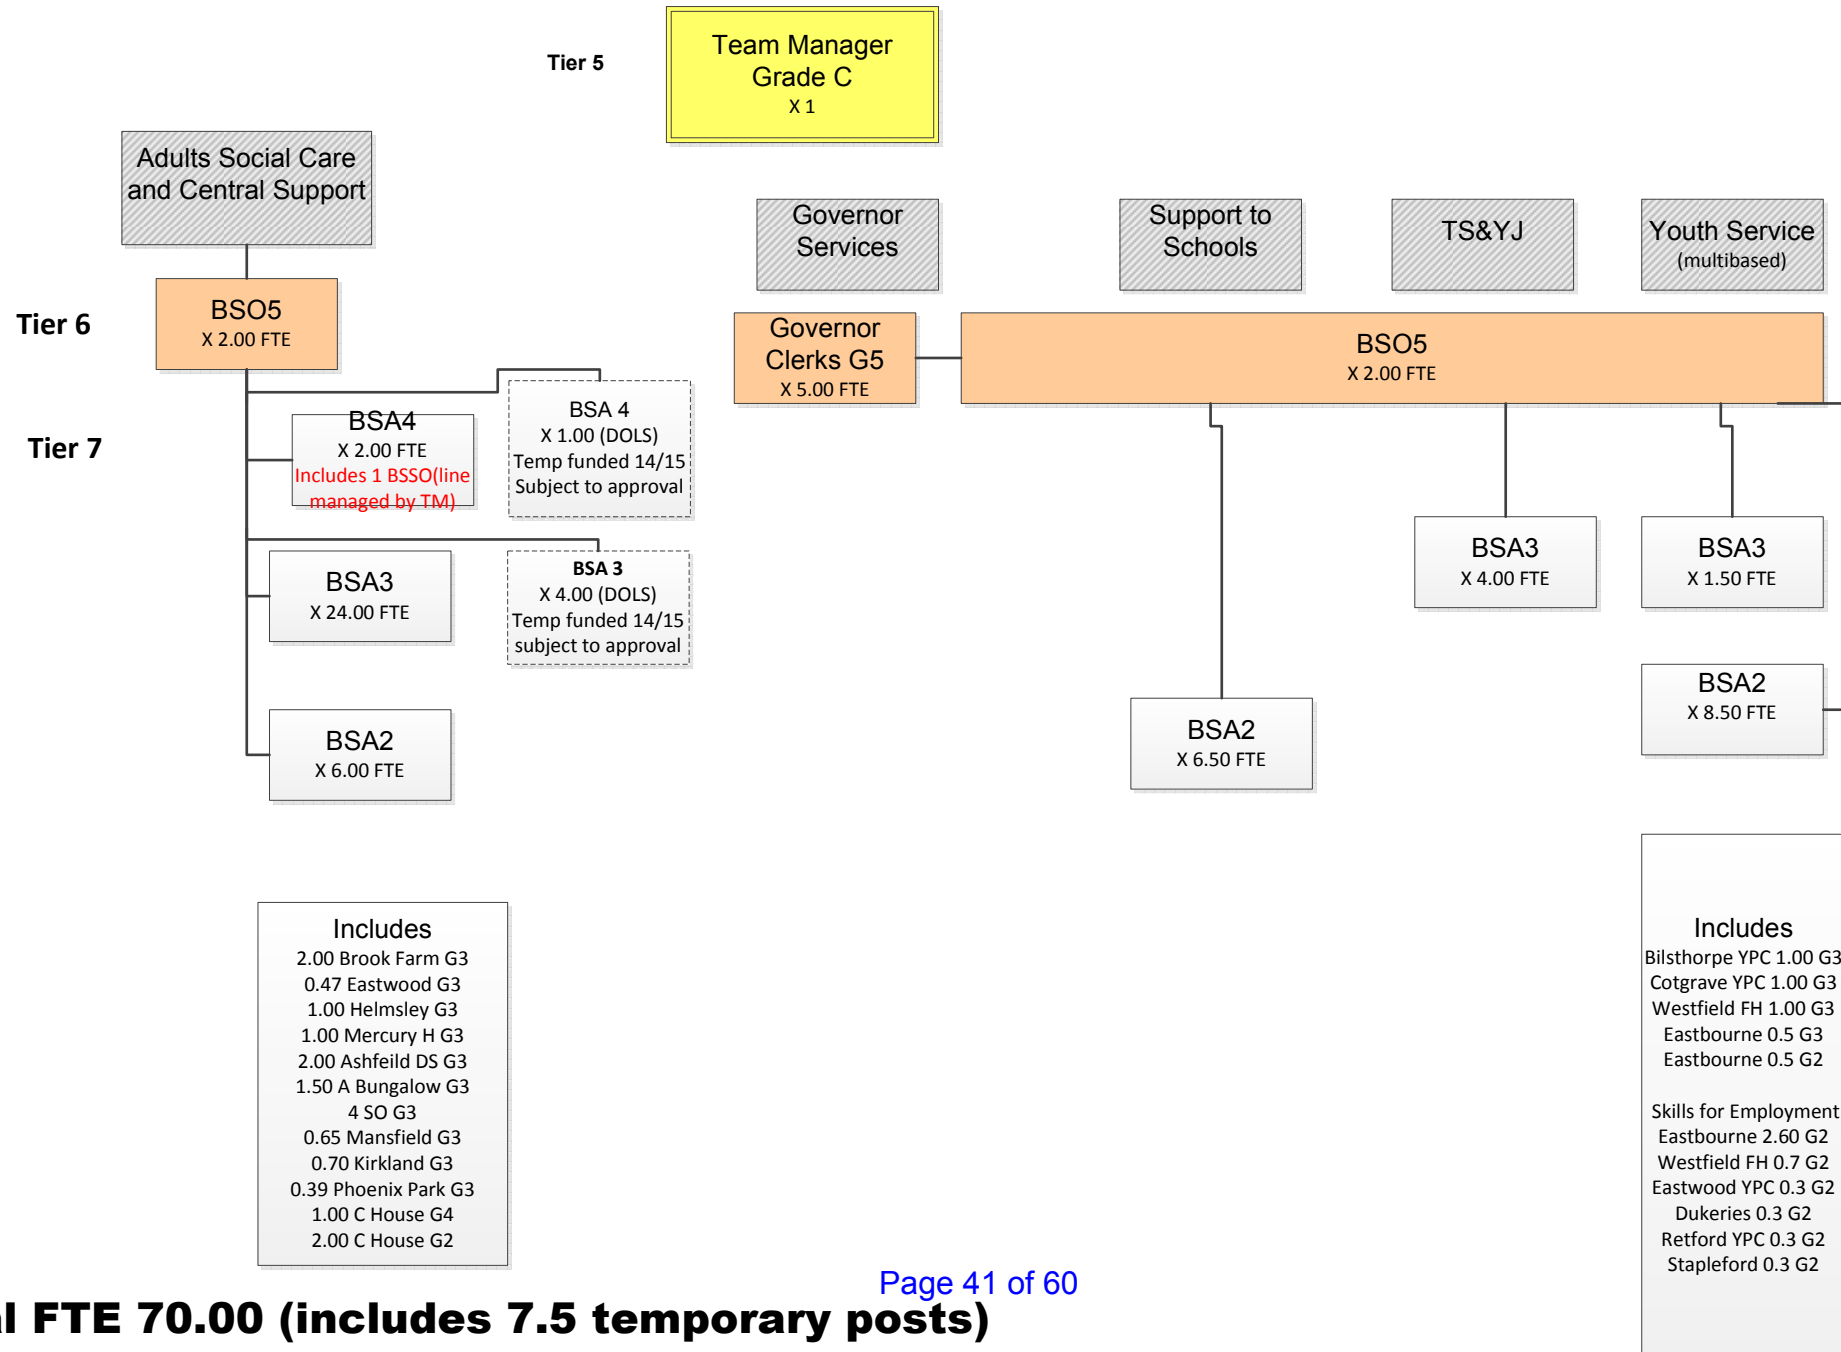 Tier 5
Team Manager
Grade C
X 1
Adults Social Care
and Central Support
Governor
Services
Support to
Schools
TS&YJ
Youth Service
(multibased)
Tier 6
BSO5
X 2.00 FTE
Governor
Clerks G5
X 5.00 FTE
BSO5
X 2.00 FTE
Tier 7
BSA4
X 2.00 FTE
Includes 1 BSSO(line
managed by TM)
BSA 4
X 1.00 (DOLS)
Temp funded 14/15
Subject to approval
BSA3
X 24.00 FTE
BSA 3
X 4.00 (DOLS)
Temp funded 14/15
subject to approval
BSA3
X 4.00 FTE
BSA3
X 1.50 FTE
BSA2
X 6.00 FTE
BSA2
X 6.50 FTE
BSA2
X 8.50 FTE
Includes
2.00 Brook Farm G3
0.47 Eastwood G3
1.00 Helmsley G3
1.00 Mercury H G3
2.00 Ashfeild DS G3
1.50 A Bungalow G3
4 SO G3
0.65 Mansfield G3
0.70 Kirkland G3
0.39 Phoenix Park G3
1.00 C House G4
2.00 C House G2
Includes
Bilsthorpe YPC 1.00 G3
Cotgrave YPC 1.00 G3
Westfield FH 1.00 G3
Eastbourne 0.5 G3
Eastbourne 0.5 G2
Skills for Employment
Eastbourne 2.60 G2
Westfield FH 0.7 G2
Eastwood YPC 0.3 G2
Dukeries 0.3 G2
Retford YPC 0.3 G2
Stapleford 0.3 G2
Page 41 of 60
l FTE 70.00 (includes 7.5 temporary posts)